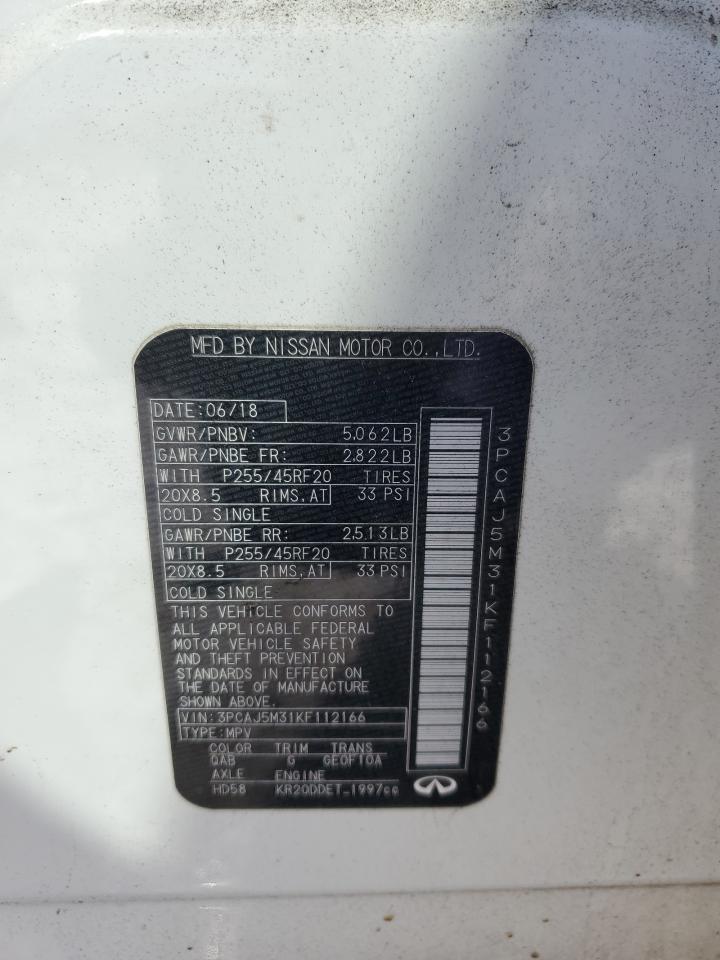 MFD BY NISSAN MOTOR CO.,LTD.
DATE:06/18
GVWR/PNBV: 5,062LB
GAWR/PNBE FR: 2,822LB
WITH P255/45RF20 TIRES
20X8.5 RIMS,AT 33 PSI
COLD SINGLE
GAWR/PNBE RR: 2,513LB
WITH P255/45RF20 TIRES
20X8.5 RIMS,AT 33 PSI
COLD SINGLE
THIS VEHICLE CONFORMS TO
ALL APPLICABLE FEDERAL
MOTOR VEHICLE SAFETY
AND THEFT PREVENTION
STANDARDS IN EFFECT ON
THE DATE OF MANUFACTURE
SHOWN ABOVE.
VIN: 3PCAJ5M31KF112166
TYPE:MPV
COLOR TRIM TRANS
QAB G GE0F10A
AXLE ENGINE
HD58 KR20DDET 1997cc
3PCAJ5M31KF112166